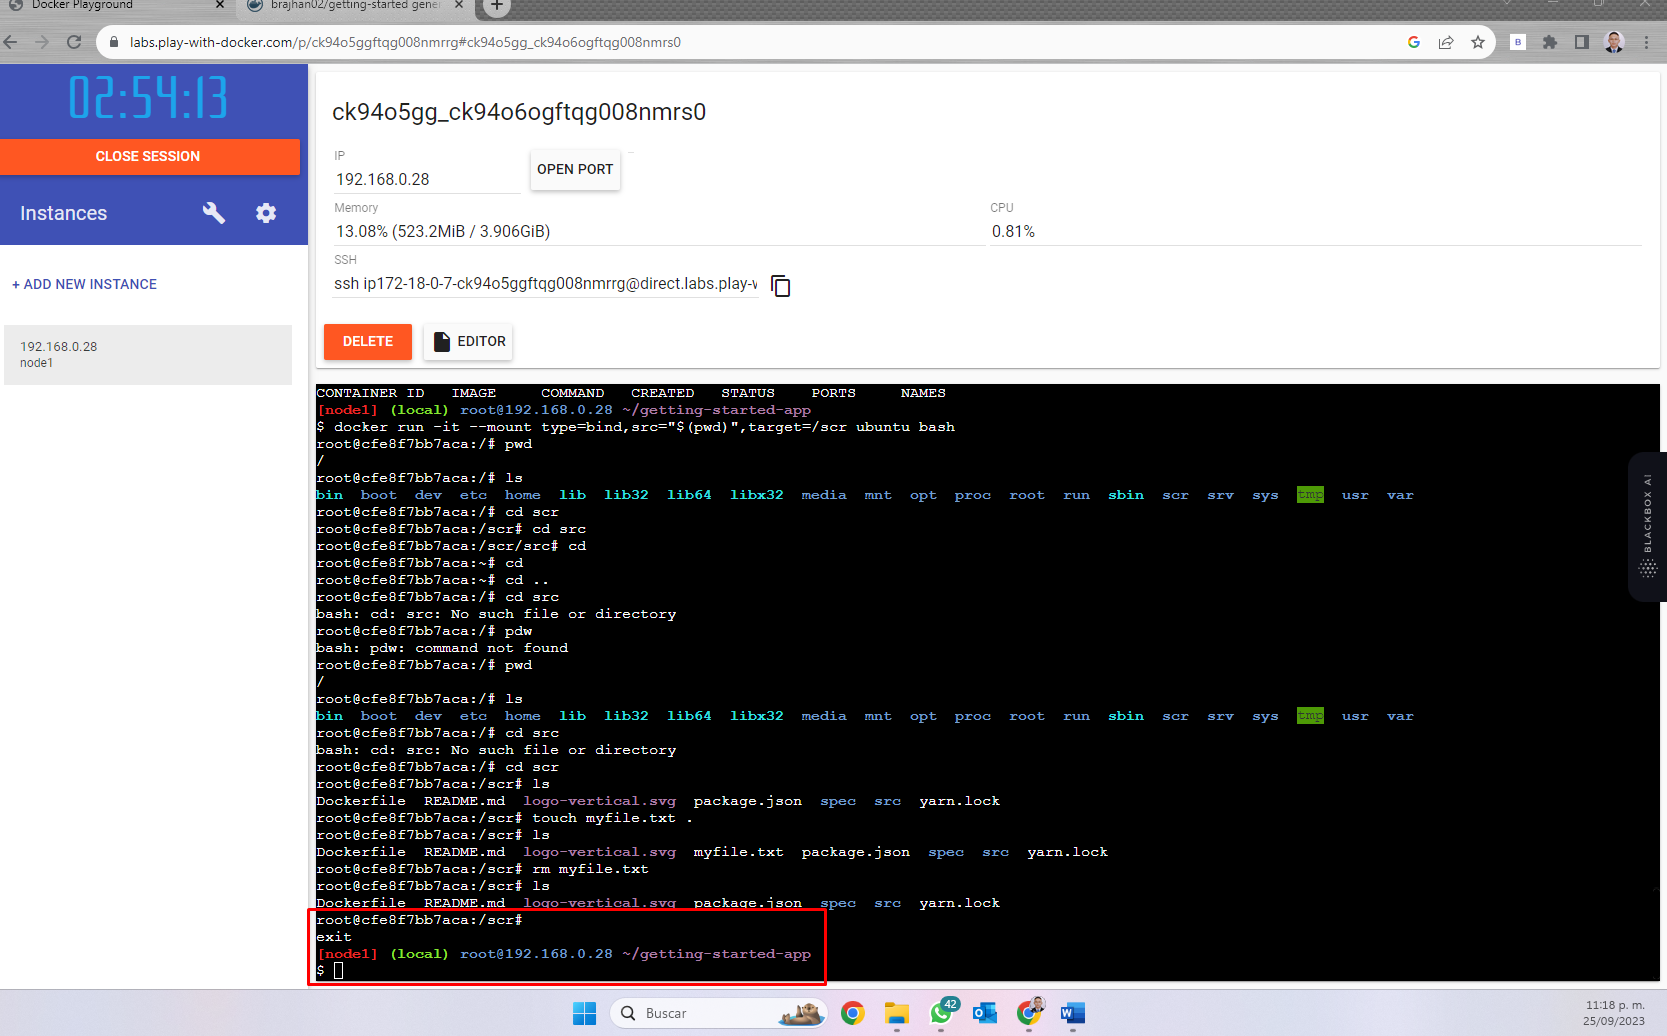 Docker Playground
brajhan02/getting-started gener
labs.play-with-docker.com/p/ck94o5ggftqg008nmrrg#ck94o5gg_ck94o6ogftqg008nmrs0
02:54:13
CLOSE SESSION
Instances
+ ADD NEW INSTANCE
192.168.0.28
node1
ck94o5gg_ck94o6ogftqg008nmrs0
IP
192.168.0.28
OPEN PORT
Memory
13.08% (523.2MiB / 3.906GiB)
CPU
0.81%
SSH
ssh ip172-18-0-7-ck94o5ggftqg008nmrrg@direct.labs.play-w
DELETE
EDITOR
CONTAINER ID   IMAGE     COMMAND   CREATED   STATUS    PORTS     NAMES
[node1] (local) root@192.168.0.28 ~/getting-started-app
$ docker run -it --mount type=bind,src="$(pwd)",target=/scr ubuntu bash
root@cfe8f7bb7aca:/# pwd
/
root@cfe8f7bb7aca:/# ls
bin  boot  dev  etc  home  lib  lib32  lib64  libx32  media  mnt  opt  proc  root  run  sbin  scr  srv  sys  tmp  usr  var
root@cfe8f7bb7aca:/# cd scr
root@cfe8f7bb7aca:/scr# cd src
root@cfe8f7bb7aca:/scr/src# cd
root@cfe8f7bb7aca:~# cd
root@cfe8f7bb7aca:~# cd ..
root@cfe8f7bb7aca:/# cd src
bash: cd: src: No such file or directory
root@cfe8f7bb7aca:/# pdw
bash: pdw: command not found
root@cfe8f7bb7aca:/# pwd
/
root@cfe8f7bb7aca:/# ls
bin  boot  dev  etc  home  lib  lib32  lib64  libx32  media  mnt  opt  proc  root  run  sbin  scr  srv  sys  tmp  usr  var
root@cfe8f7bb7aca:/# cd src
bash: cd: src: No such file or directory
root@cfe8f7bb7aca:/# cd scr
root@cfe8f7bb7aca:/scr# ls
Dockerfile  README.md  logo-vertical.svg  package.json  spec  src  yarn.lock
root@cfe8f7bb7aca:/scr# touch myfile.txt .
root@cfe8f7bb7aca:/scr# ls
Dockerfile  README.md  logo-vertical.svg  myfile.txt  package.json  spec  src  yarn.lock
root@cfe8f7bb7aca:/scr# rm myfile.txt
root@cfe8f7bb7aca:/scr# ls
Dockerfile  README.md  logo-vertical.svg  package.json  spec  src  yarn.lock
root@cfe8f7bb7aca:/scr#
exit
[node1] (local) root@192.168.0.28 ~/getting-started-app
$
BLACKBOX AI
Buscar
42
11:18 p. m.
25/09/2023